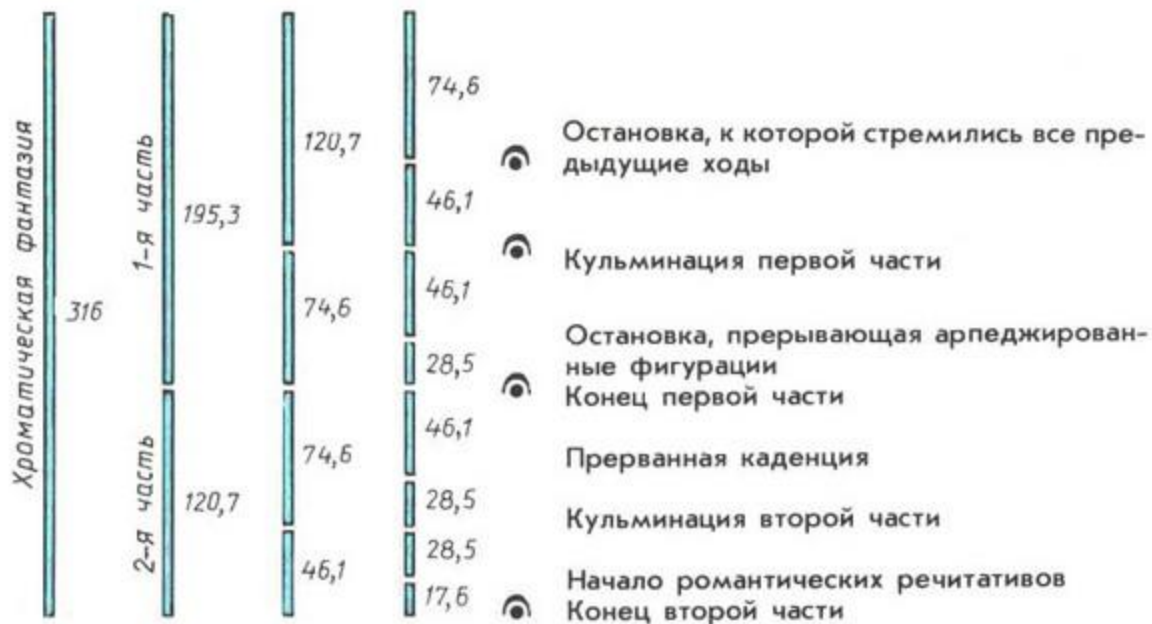 Хроматическая фантазия
316
1-я часть
195,3
2-я часть
120,7
120,7
74,6
74,6
46,1
74,6
46,1
46,1
28,5
46,1
28,5
28,5
17,6
Остановка, к которой стремились все пре-
дыдущие ходы
Кульминация первой части
Остановка, прерывающая арпеджирован-
ные фигурации
Конец первой части
Прерванная каденция
Кульминация второй части
Начало романтических речитативов
Конец второй части